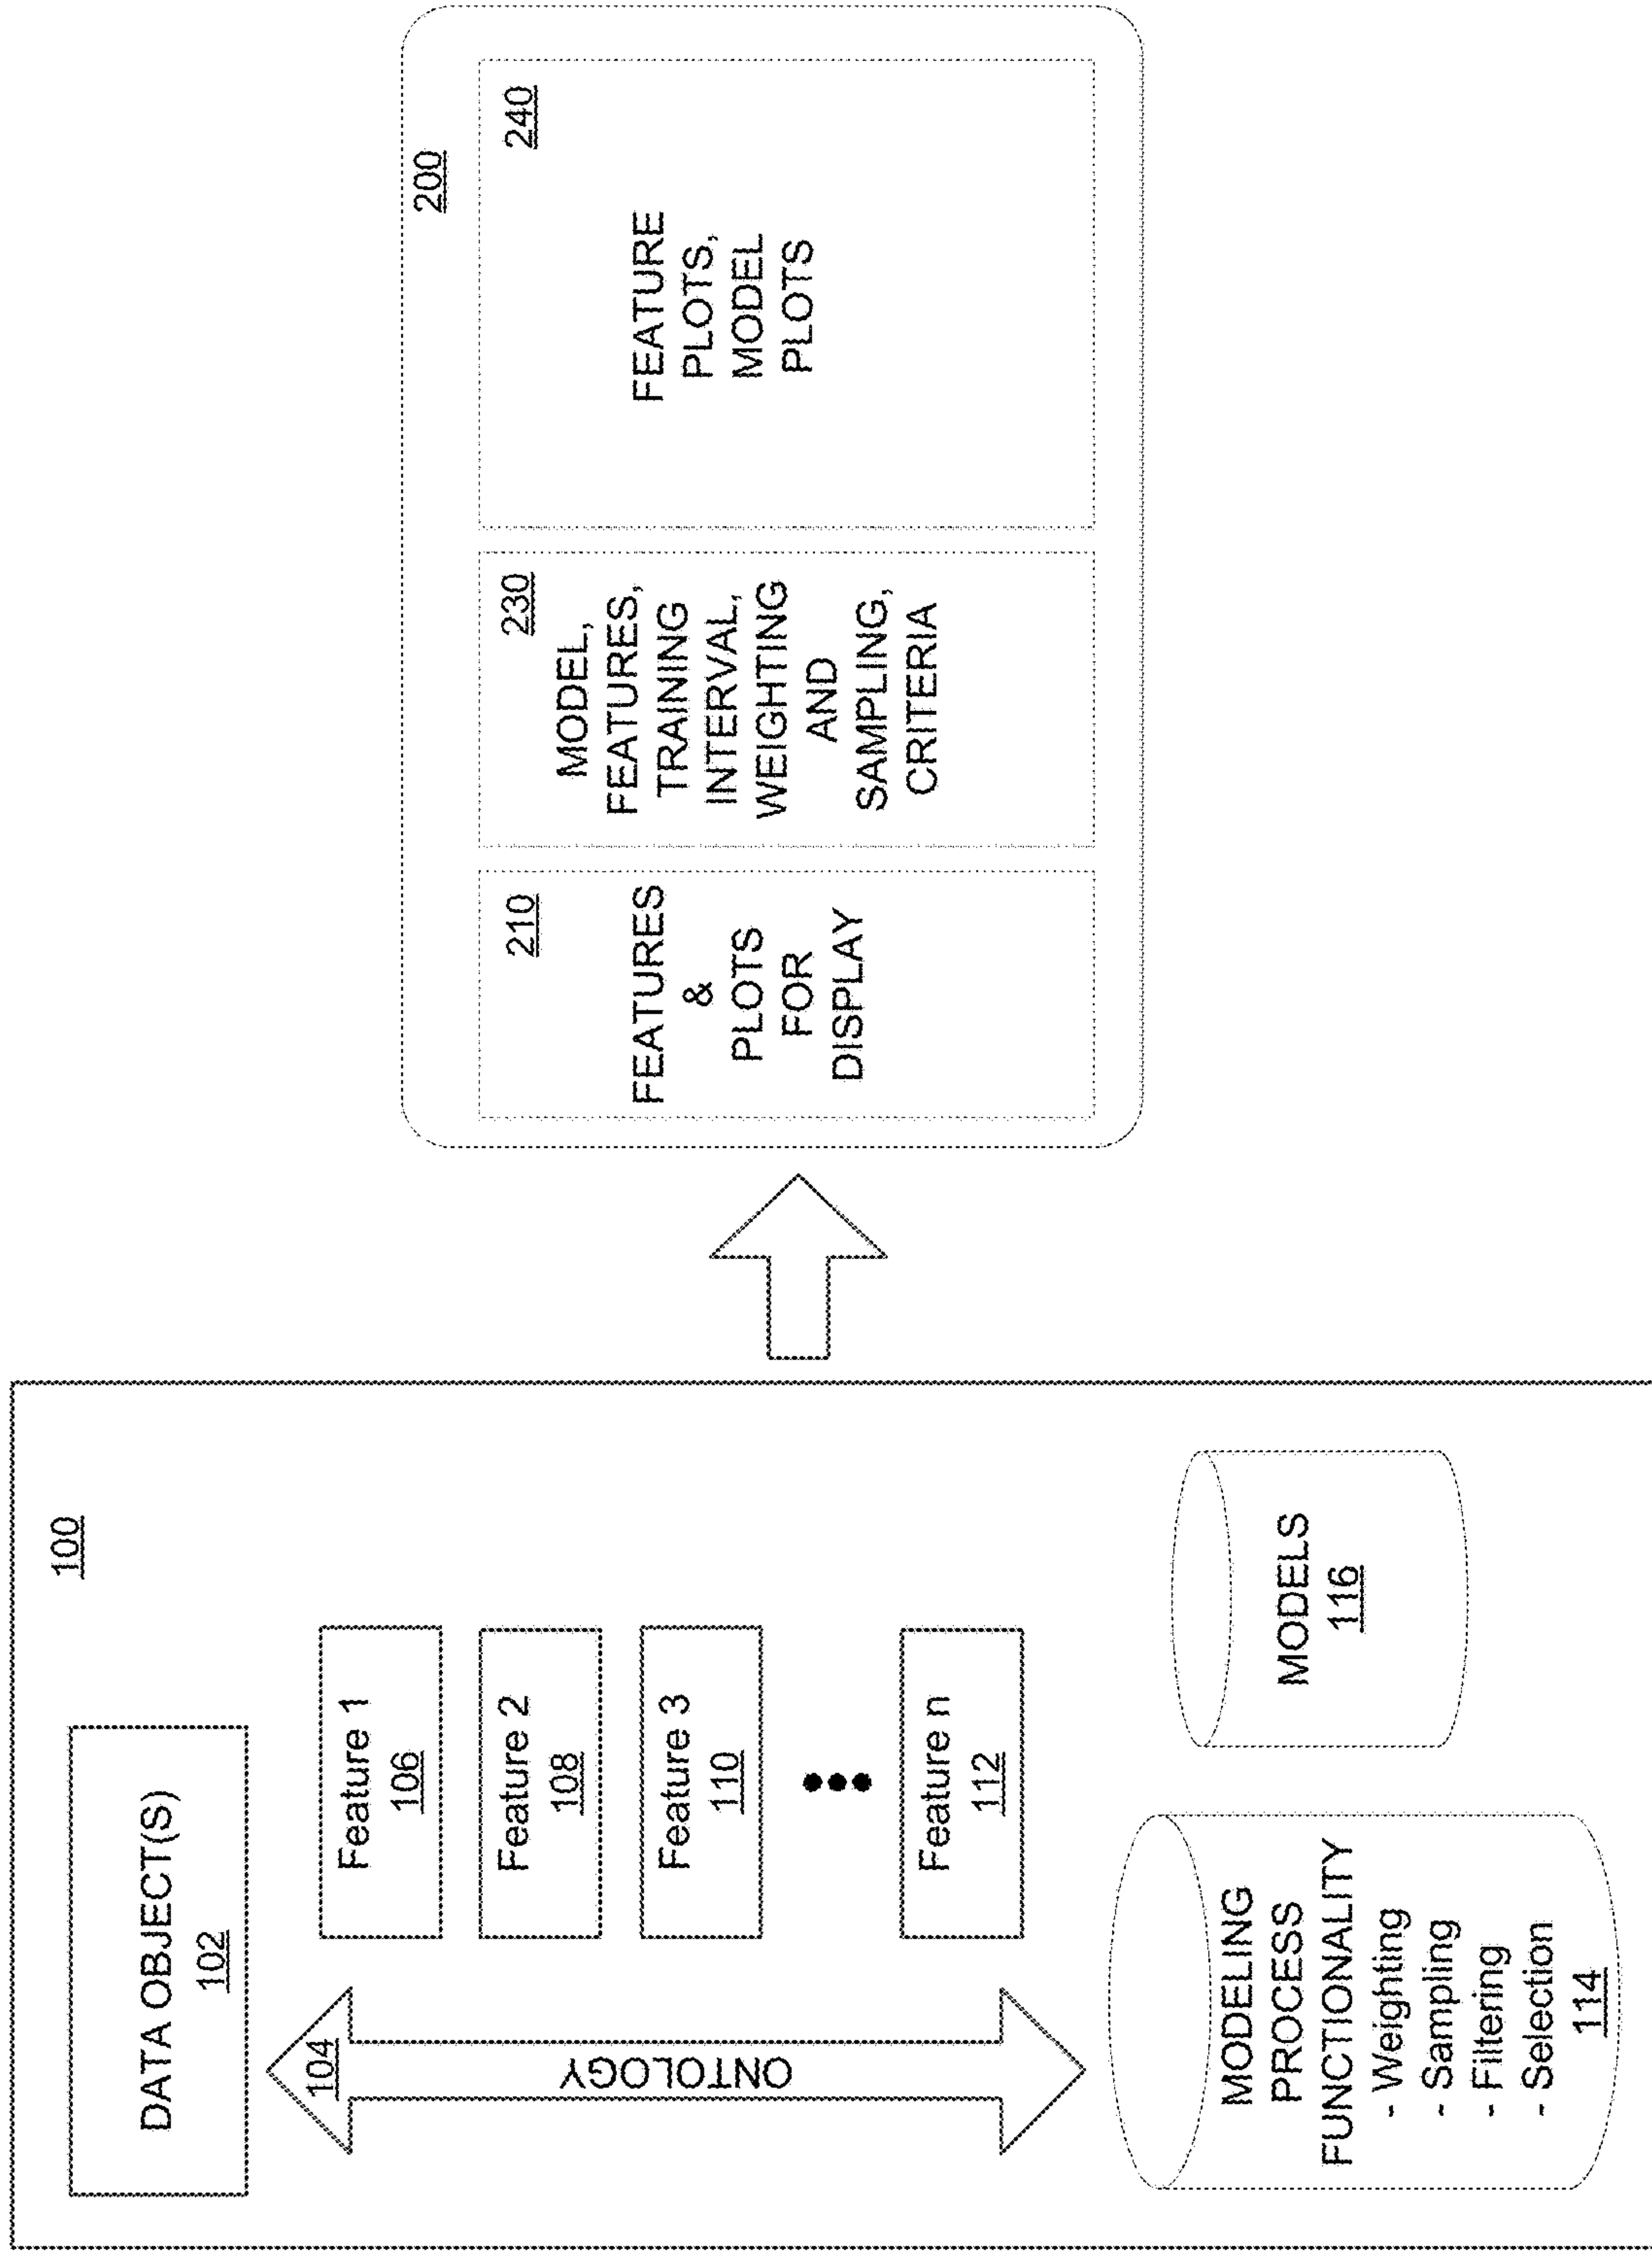 100
DATA OBJECT(S)
102
104
ONTOLOGY
Feature 1
106
Feature 2
108
Feature 3
110
Feature n
112
MODELING
PROCESS
FUNCTIONALITY
- Weighting
- Sampling
- Filtering
- Selection
114
MODELS
116
200
210
FEATURES
&
PLOTS
FOR
DISPLAY
230
MODEL,
FEATURES,
TRAINING
INTERVAL,
WEIGHTING
AND
SAMPLING,
CRITERIA
240
FEATURE
PLOTS,
MODEL
PLOTS